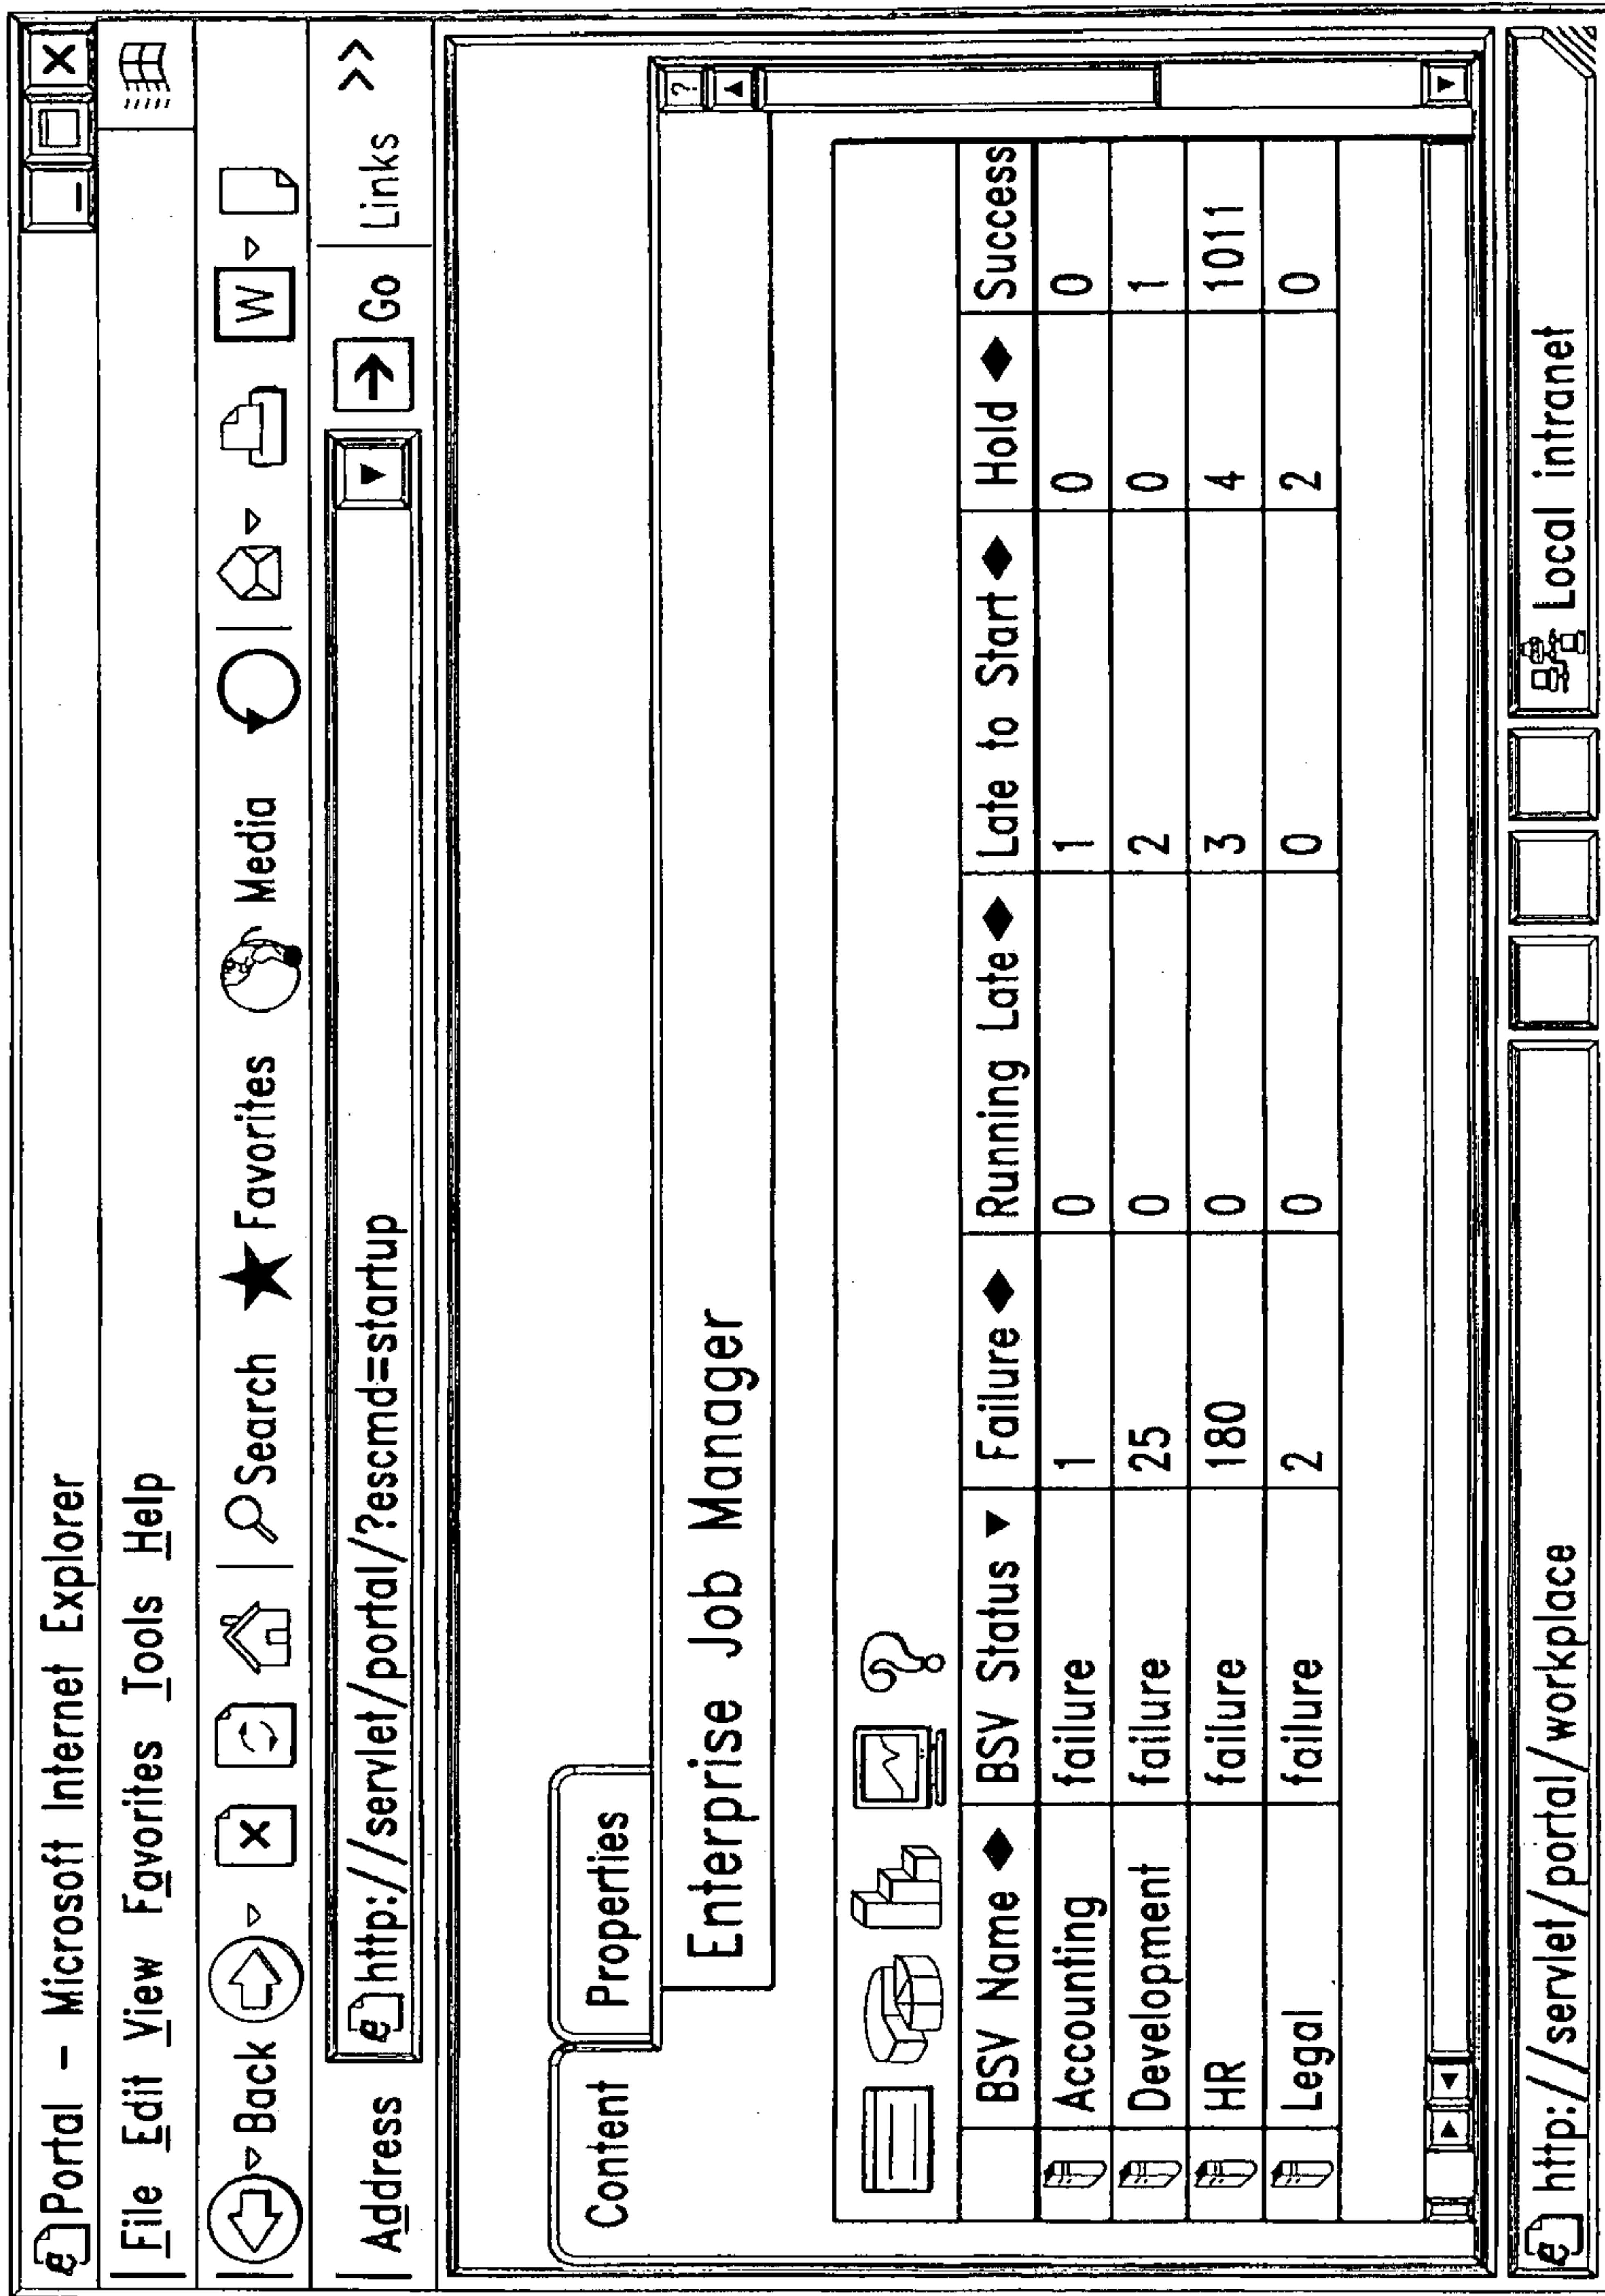 Portal – Microsoft Internet Explorer
File Edit View Favorites Tools Help
Back Search Favorites Media W
Address http://servlet/portal/?escmd=startup Go Links >>
Content Properties
Enterprise Job Manager
?
BSV Name BSV Status Failure Running Late Late to Start Hold Success
Accounting failure 1 0 1 0 0
Development failure 25 0 2 0 1
HR failure 180 0 3 4 1011
Legal failure 2 0 0 2 0
http://servlet/portal/workplace Local intranet